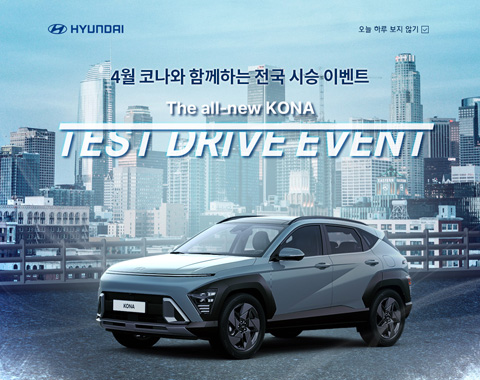 HYUNDAI
오늘 하루 보지 않기
4월 코나와 함께하는 전국 시승 이벤트
The all-new KONA
TEST DRIVE EVENT
KONA